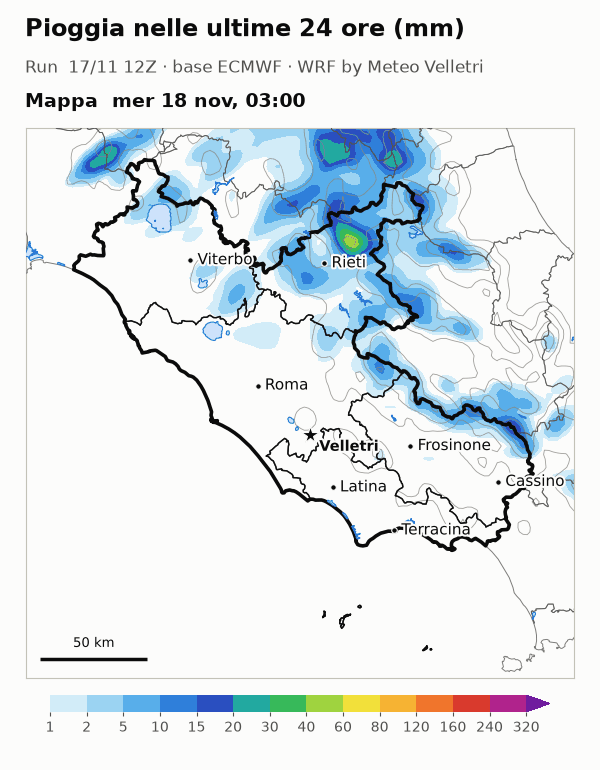 Pioggia nelle ultime 24 ore (mm)
Run  17/11 12Z · base ECMWF · WRF by Meteo Velletri
Mappa  mer 18 nov, 03:00
Viterbo
Rieti
Roma
Velletri
Frosinone
Latina
Cassino
Terracina
50 km
1 2 5 10 15 20 30 40 60 80 120 160 240 320